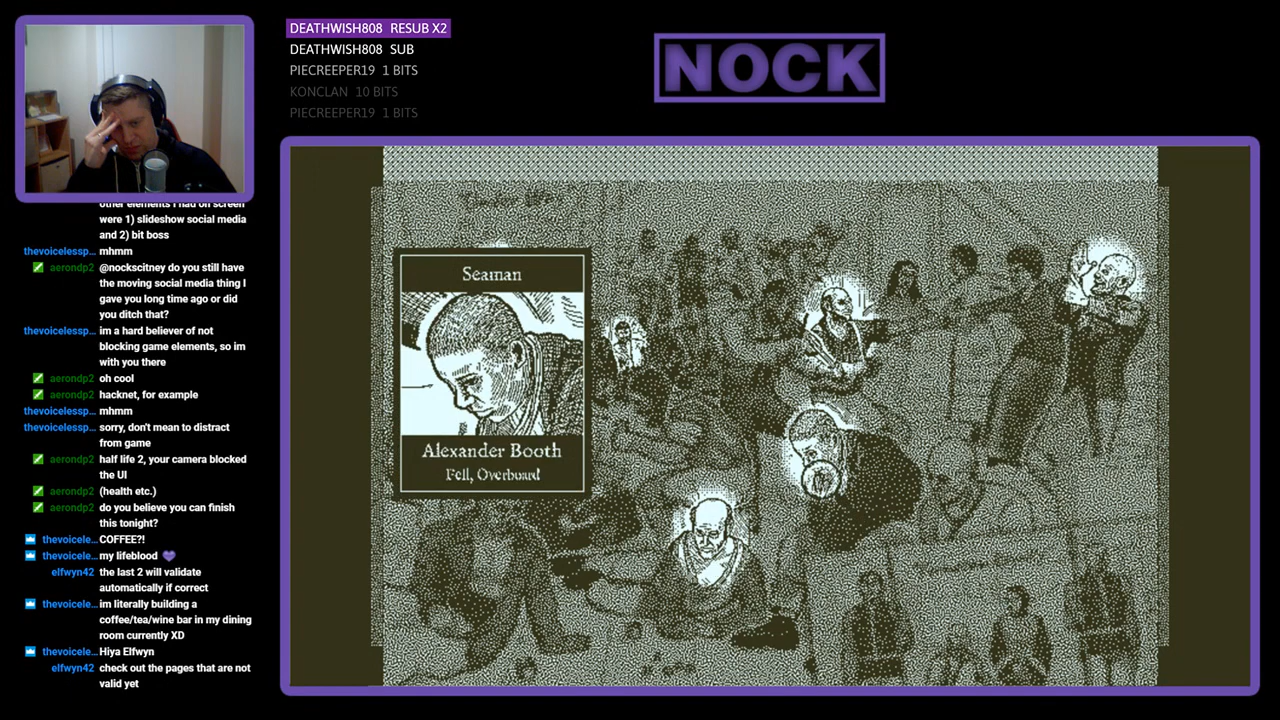 DEATHWISH808 RESUB X2
DEATHWISH808 SUB
PIECREEPER19 1 BITS
KONCLAN 10 BITS
PIECREEPER19 1 BITS
NOCK
other elements I had on screen
were 1) slideshow social media
and 2) bit boss
thevoicelessp... mhmm
aerondp2 @nockscitney do you still have
the moving social media thing I
gave you long time ago or did
you ditch that?
thevoicelessp... im a hard believer of not
blocking game elements, so im
with you there
aerondp2 oh cool
aerondp2 hacknet, for example
thevoicelessp... mhmm
thevoicelessp... sorry, don't mean to distract
from game
aerondp2 half life 2, your camera blocked
the UI
aerondp2 (health etc.)
aerondp2 do you believe you can finish
this tonight?
thevoicele... COFFEE?!
thevoicele... my lifeblood 💜
elfwyn42 the last 2 will validate
automatically if correct
thevoicele... im literally building a
coffee/tea/wine bar in my dining
room currently XD
thevoicele... Hiya Elfwyn
elfwyn42 check out the pages that are not
valid yet
Seaman
Alexander Booth
Fell, Overboard